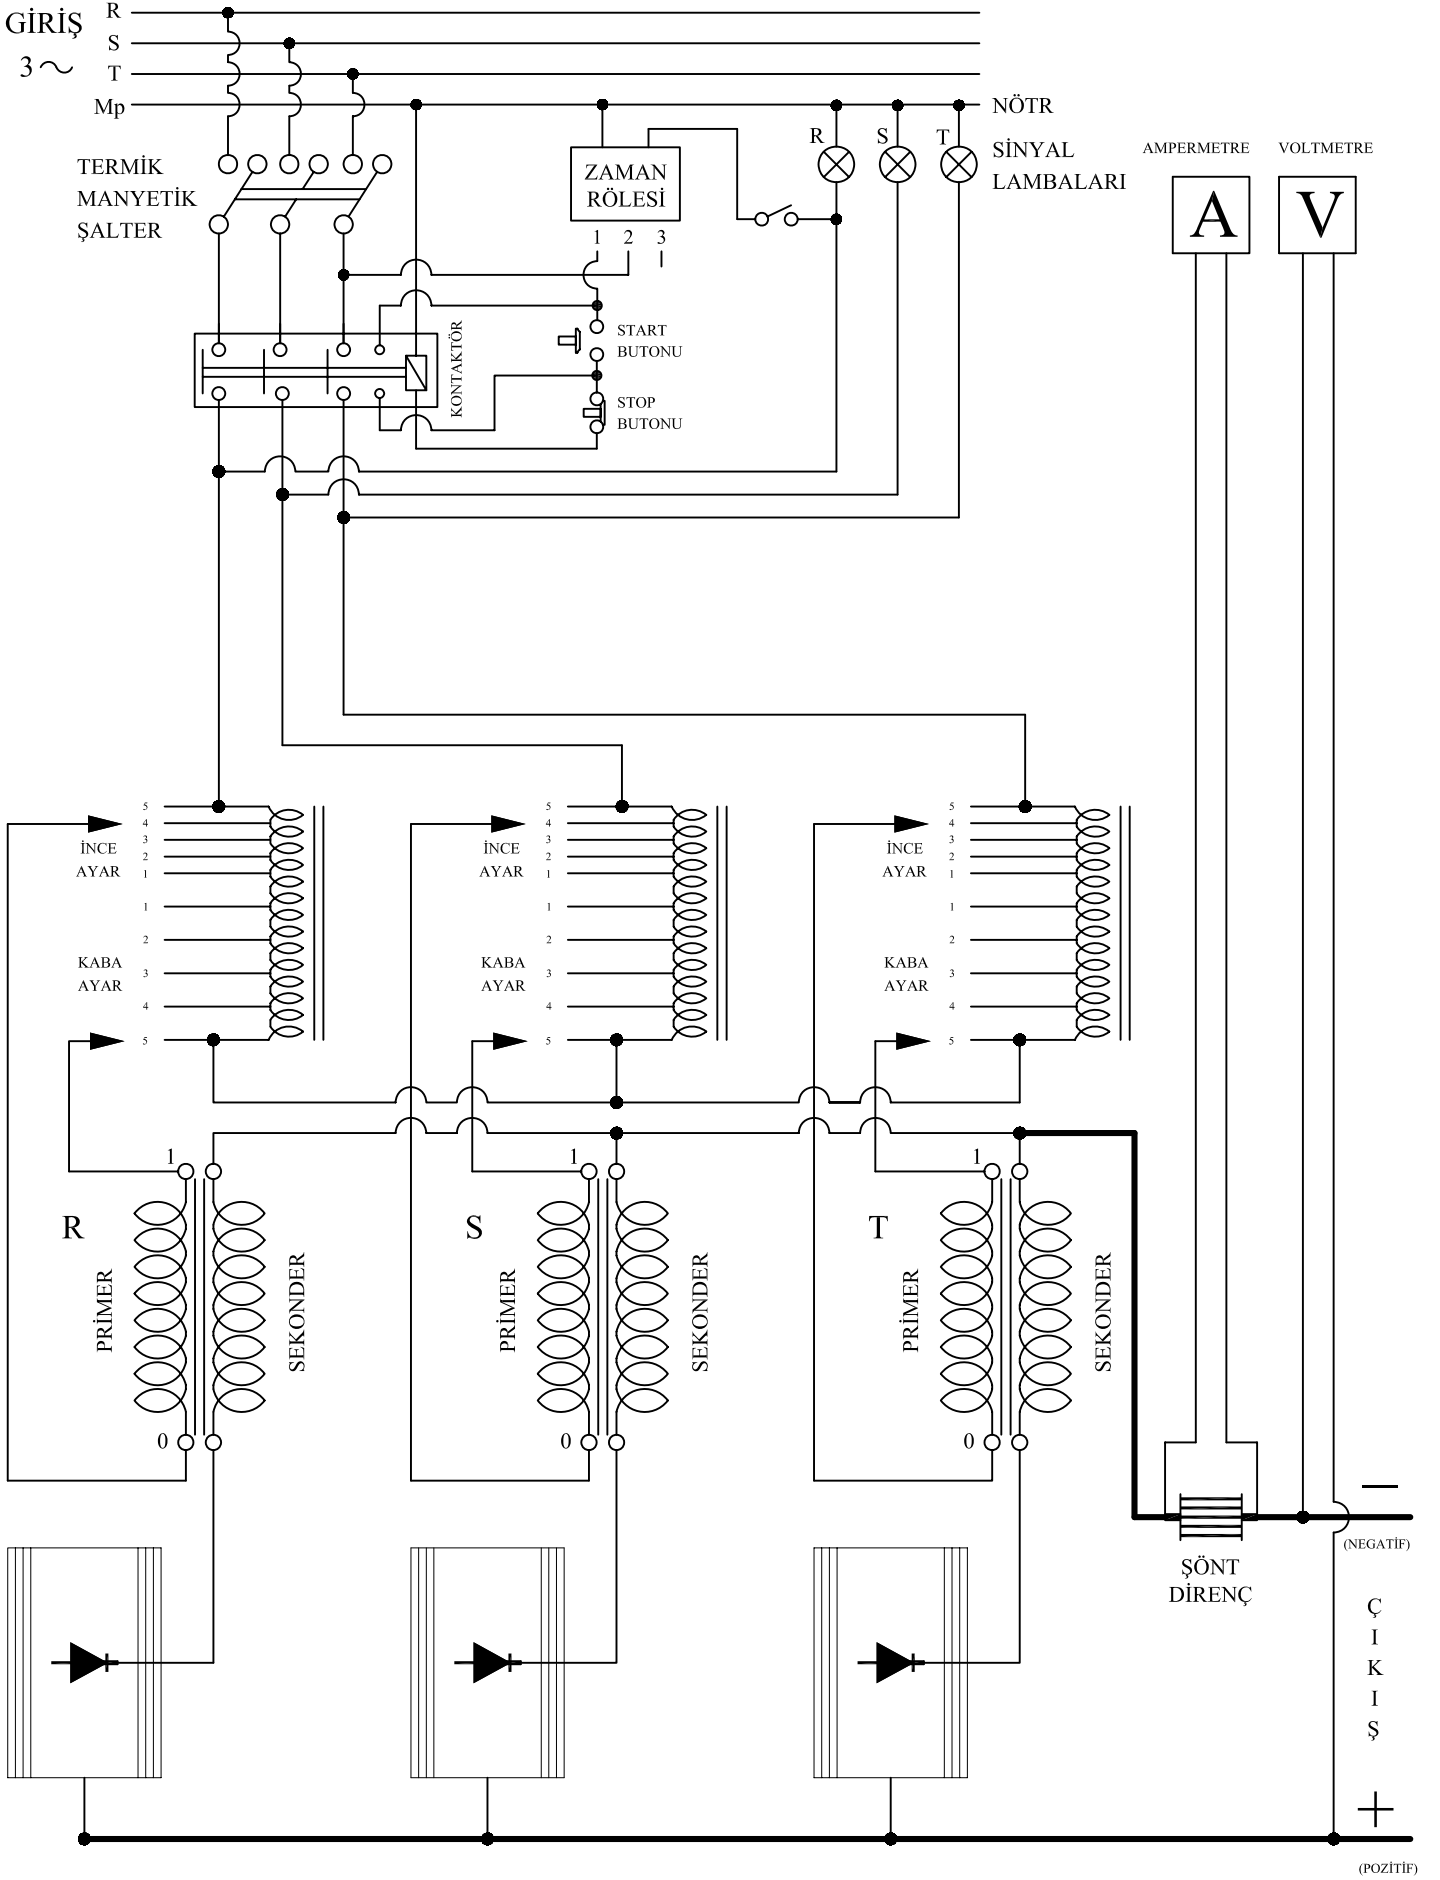 GİRİŞ
3
R
S
T
Mp
NÖTR
R
S
T
SİNYAL
LAMBALARI
TERMİK
MANYETİK
ŞALTER
ZAMAN
RÖLESİ
1 2 3
AMPERMETRE
VOLTMETRE
A
V
KONTAKTÖR
START
BUTONU
STOP
BUTONU
5
4
3
2
1
1
2
3
4
5
İNCE
AYAR
KABA
AYAR
5
4
3
2
1
1
2
3
4
5
İNCE
AYAR
KABA
AYAR
5
4
3
2
1
1
2
3
4
5
İNCE
AYAR
KABA
AYAR
1
R
PRİMER
SEKONDER
0
1
S
PRİMER
SEKONDER
0
1
T
PRİMER
SEKONDER
0
ŞÖNT
DİRENÇ
—
(NEGATİF)
Ç
I
K
I
Ş
+
(POZİTİF)